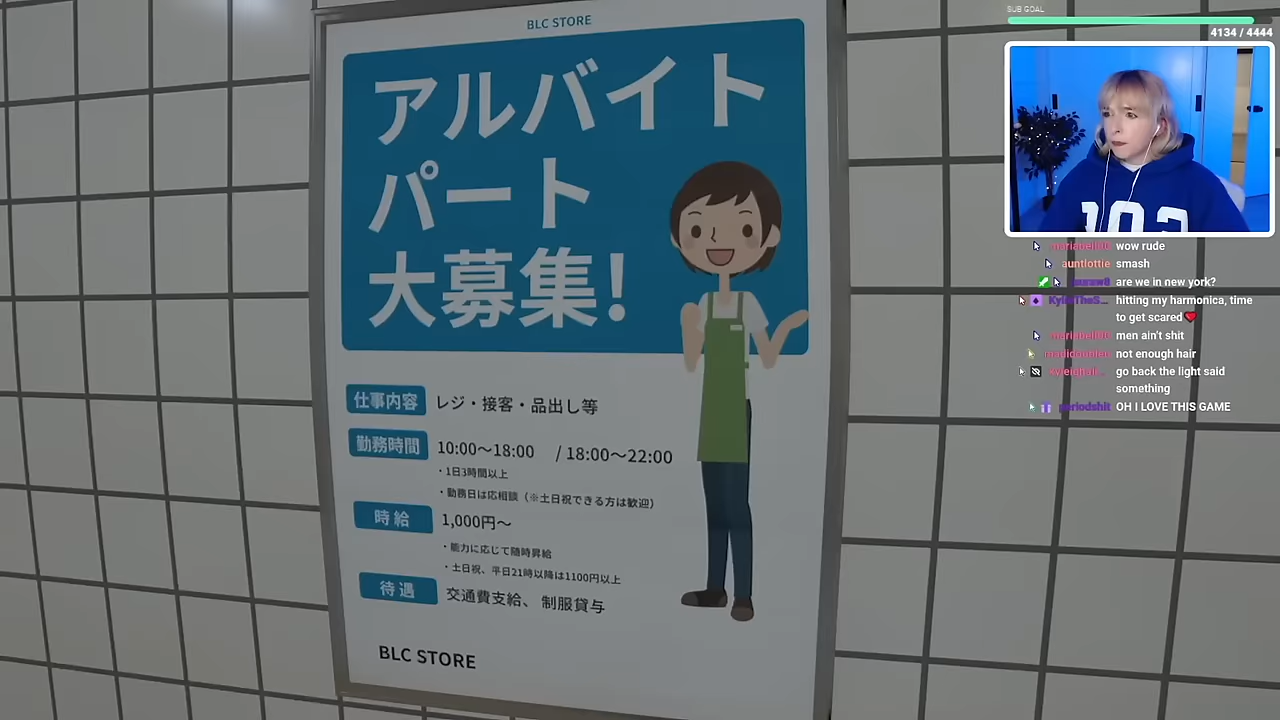 BLC STORE
アルバイト
パート
大募集!
仕事内容 レジ・接客・品出し等
勤務時間 10:00〜18:00 / 18:00〜22:00
・1日3時間以上
・勤務日は応相談（※土日祝できる方は歓迎）
時給 1,000円〜
・能力に応じて随時昇給
・土日祝、平日21時以降は1100円以上
待遇 交通費支給、制服貸与
BLC STORE
SUB GOAL
4134 / 4444
103
wow rude
auntlottie smash
are we in new york?
hitting my harmonica, time
to get scared
men ain't shit
not enough hair
go back the light said
something
periodshit OH I LOVE THIS GAME